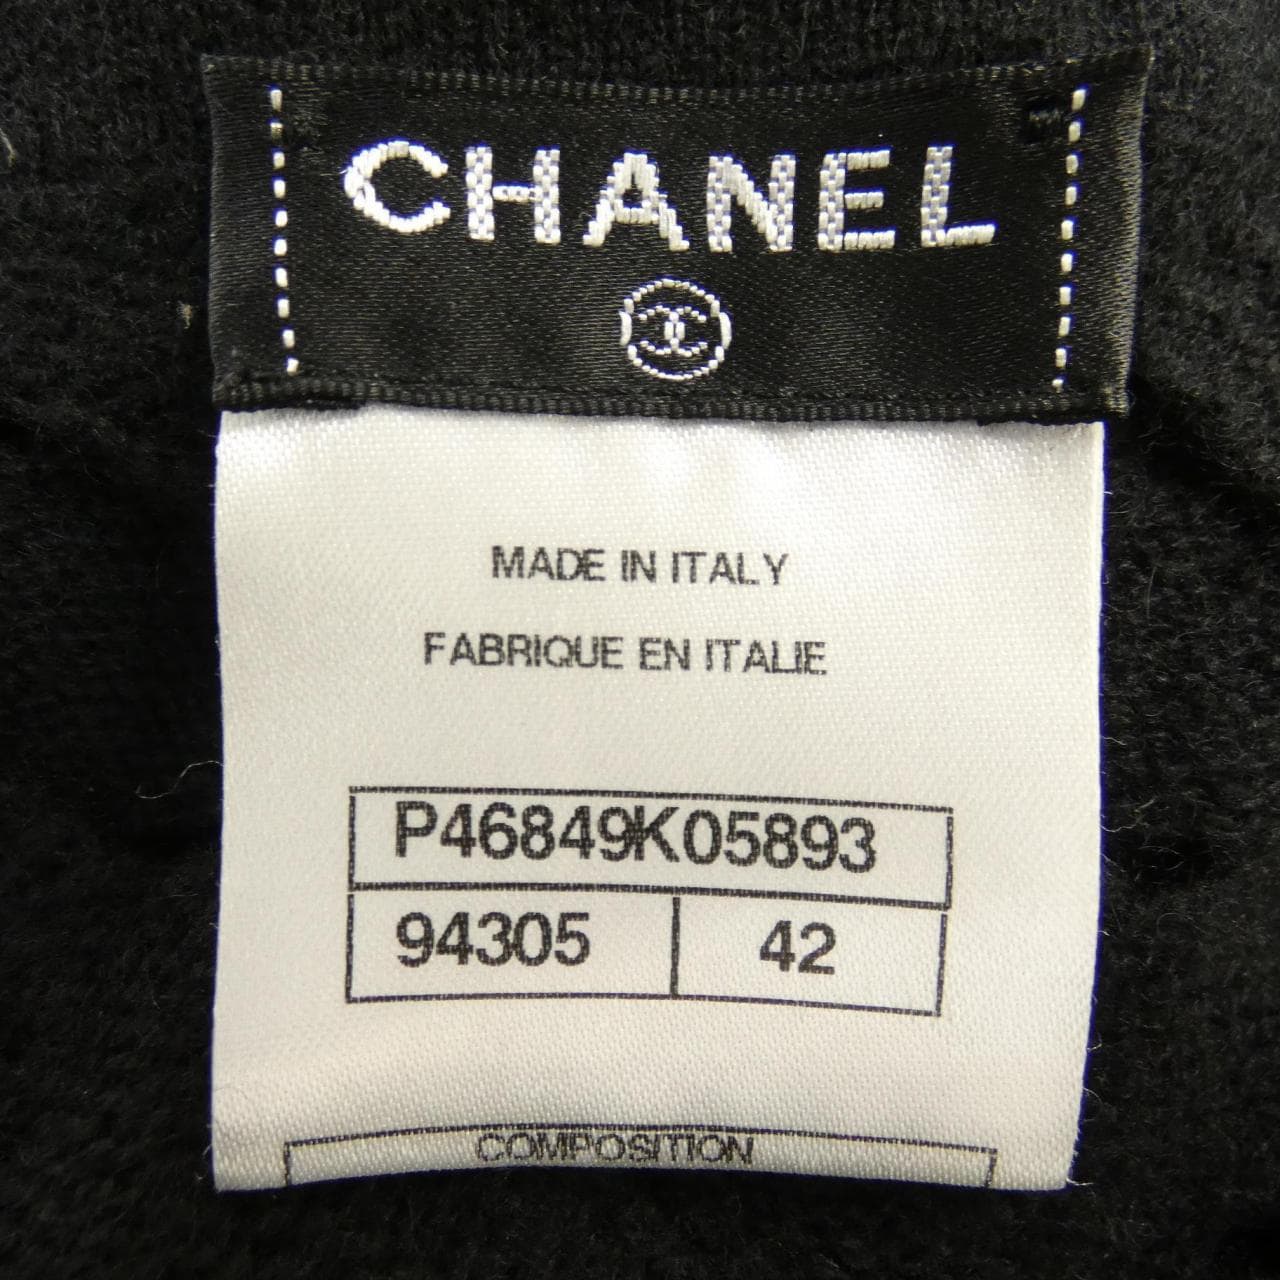 CHANEL
MADE IN ITALY
FABRIQUE EN ITALIE
P46849K05893
94305 42
COMPOSITION